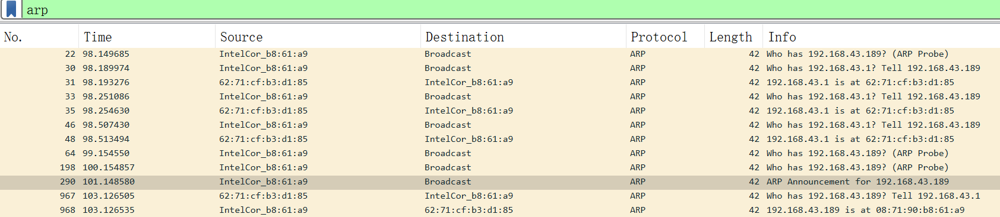 arp
No. Time Source Destination Protocol Length Info
22 98.149685 IntelCor_b8:61:a9 Broadcast ARP 42 Who has 192.168.43.189? (ARP Probe)
30 98.189974 IntelCor_b8:61:a9 Broadcast ARP 42 Who has 192.168.43.1? Tell 192.168.43.189
31 98.193276 62:71:cf:b3:d1:85 IntelCor_b8:61:a9 ARP 42 192.168.43.1 is at 62:71:cf:b3:d1:85
33 98.251086 IntelCor_b8:61:a9 Broadcast ARP 42 Who has 192.168.43.1? Tell 192.168.43.189
35 98.254630 62:71:cf:b3:d1:85 IntelCor_b8:61:a9 ARP 42 192.168.43.1 is at 62:71:cf:b3:d1:85
46 98.507430 IntelCor_b8:61:a9 Broadcast ARP 42 Who has 192.168.43.1? Tell 192.168.43.189
48 98.513494 62:71:cf:b3:d1:85 IntelCor_b8:61:a9 ARP 42 192.168.43.1 is at 62:71:cf:b3:d1:85
64 99.154550 IntelCor_b8:61:a9 Broadcast ARP 42 Who has 192.168.43.189? (ARP Probe)
198 100.154857 IntelCor_b8:61:a9 Broadcast ARP 42 Who has 192.168.43.189? (ARP Probe)
290 101.148580 IntelCor_b8:61:a9 Broadcast ARP 42 ARP Announcement for 192.168.43.189
967 103.126505 62:71:cf:b3:d1:85 IntelCor_b8:61:a9 ARP 42 Who has 192.168.43.189? Tell 192.168.43.1
968 103.126535 IntelCor_b8:61:a9 62:71:cf:b3:d1:85 ARP 42 192.168.43.189 is at 08:71:90:b8:61:a9